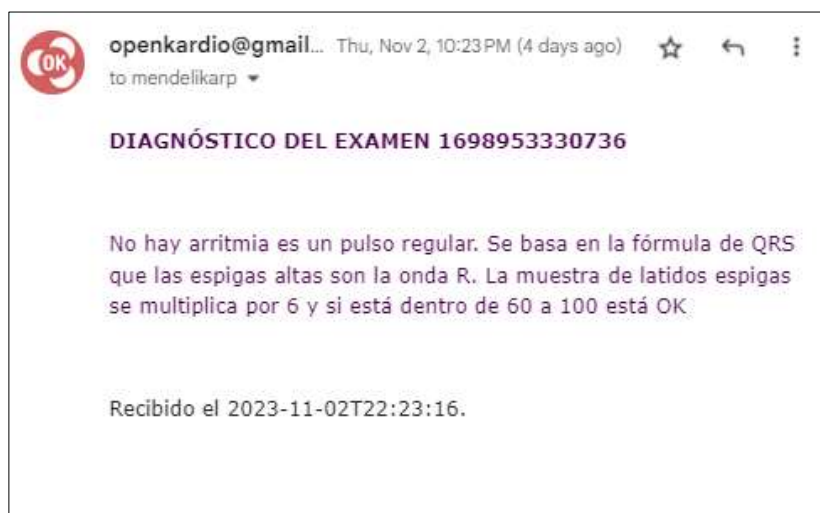 OK
openkardio@gmail... Thu, Nov 2, 10:23 PM (4 days ago)
to mendelikarp
DIAGNÓSTICO DEL EXAMEN 1698953330736
No hay arritmia es un pulso regular. Se basa en la fórmula de QRS
que las espigas altas son la onda R. La muestra de latidos espigas
se multiplica por 6 y si está dentro de 60 a 100 está OK
Recibido el 2023-11-02T22:23:16.